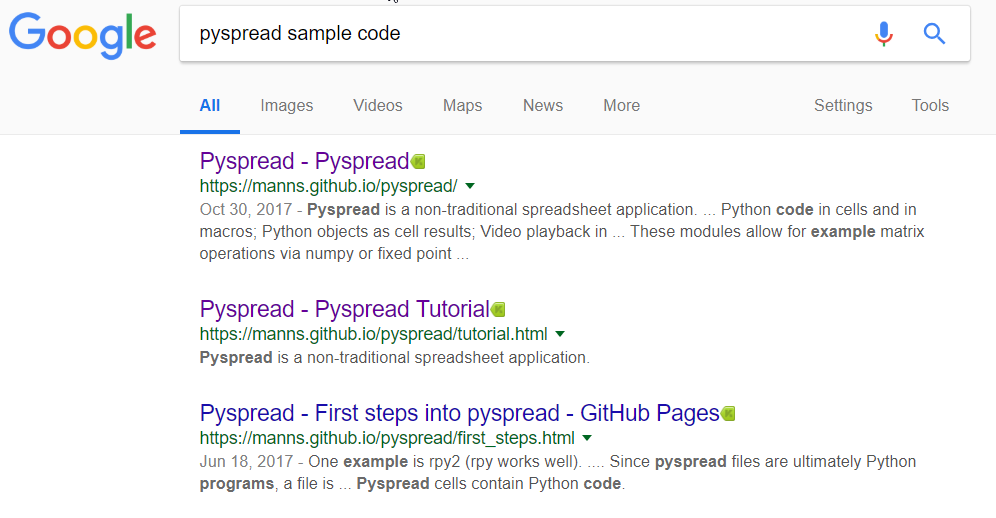 Google
pyspread sample code
All Images Videos Maps News More Settings Tools
Pyspread - Pyspread
https://manns.github.io/pyspread/
Oct 30, 2017 - Pyspread is a non-traditional spreadsheet application. ... Python code in cells and in
macros; Python objects as cell results; Video playback in ... These modules allow for example matrix
operations via numpy or fixed point ...
Pyspread - Pyspread Tutorial
https://manns.github.io/pyspread/tutorial.html
Pyspread is a non-traditional spreadsheet application.
Pyspread - First steps into pyspread - GitHub Pages
https://manns.github.io/pyspread/first_steps.html
Jun 18, 2017 - One example is rpy2 (rpy works well). .... Since pyspread files are ultimately Python
programs, a file is ... Pyspread cells contain Python code.